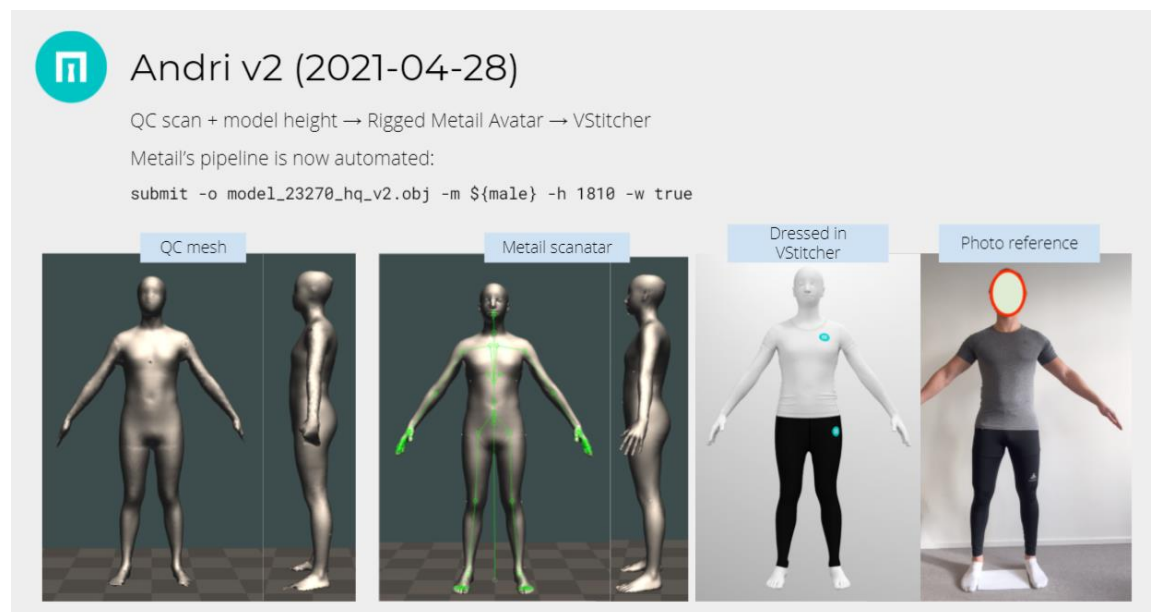 Andri v2 (2021-04-28)
QC scan + model height → Rigged Metail Avatar → VStitcher
Metail’s pipeline is now automated:
submit -o model_23270_hq_v2.obj -m ${male} -h 1810 -w true
QC mesh
Metail scanatar
Dressed in
VStitcher
Photo reference